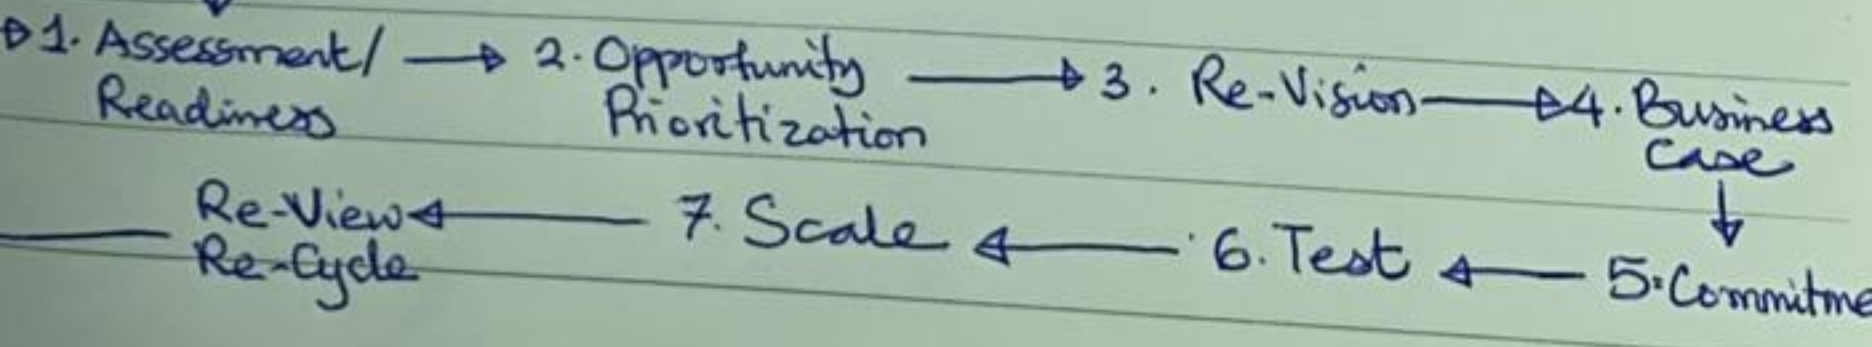 1. Assessment/ → 2. Opportunity → 3. Re-Vision → 4. Business
Readiness Prioritization Case
Re-View ← 7. Scale ← 6. Test ← 5. Commitme
Re-Cycle